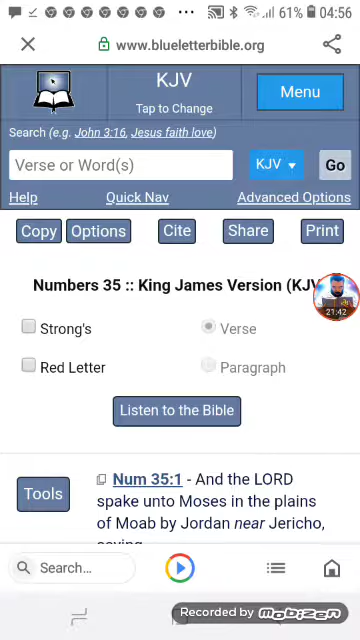 61% 04:56
www.blueletterbible.org
KJV
Tap to Change
Menu
Search (e.g. John 3:16, Jesus faith love)
Verse or Word(s)
KJV
Go
Help
Quick Nav
Advanced Options
Copy
Options
Cite
Share
Print
Numbers 35 :: King James Version (KJV
21:42
Strong's
Verse
Red Letter
Paragraph
Listen to the Bible
Tools
Num 35:1 - And the LORD
spake unto Moses in the plains
of Moab by Jordan near Jericho,
saying
Search...
Recorded by mobizen